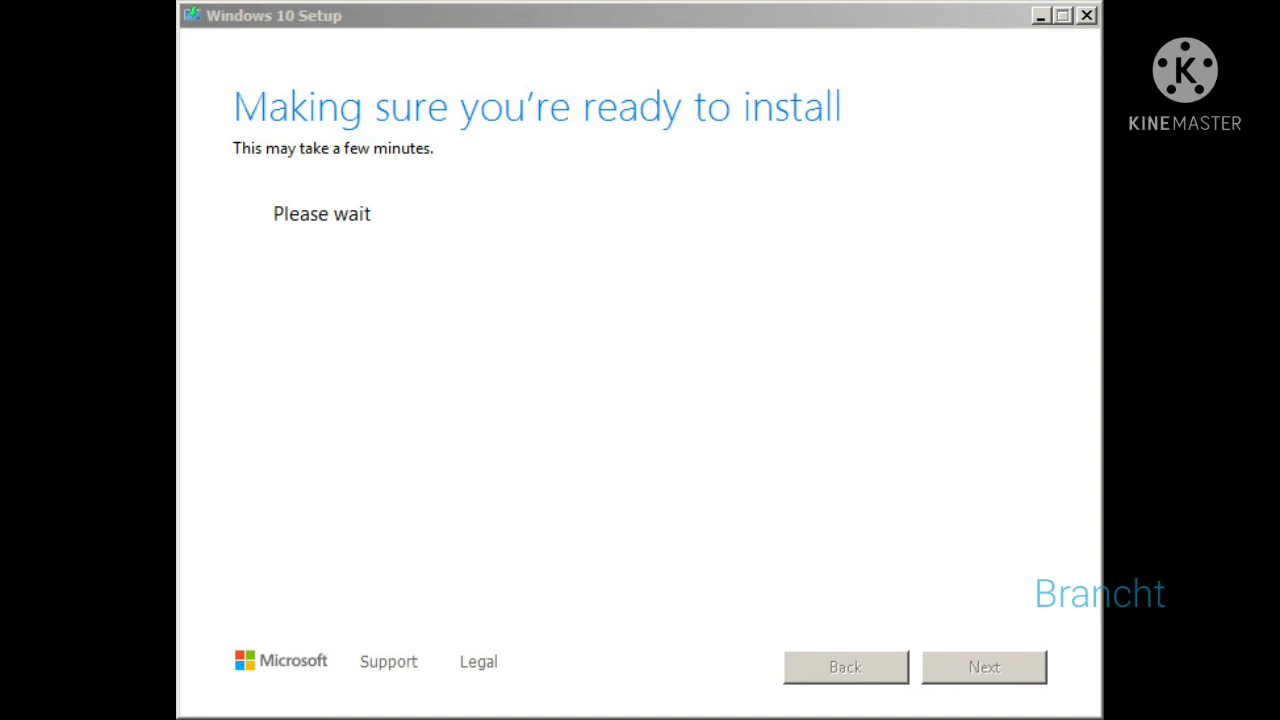 Windows 10 Setup
KINEMASTER
Making sure you're ready to install
This may take a few minutes.
Please wait
Brancht
Microsoft Support Legal Back Next